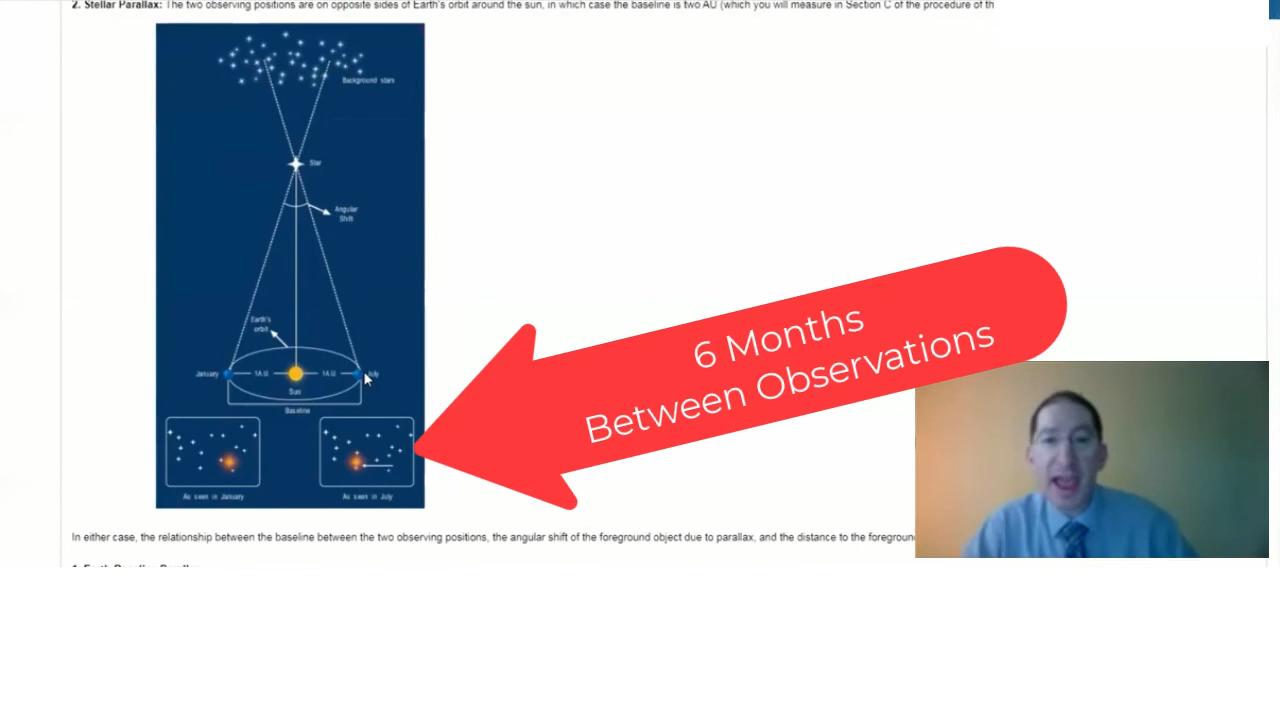 2. Stellar Parallax: The two observing positions are on opposite sides of Earth's orbit around the sun, in which case the baseline is two AU (which you will measure in Section C of the procedure of th
Background stars
Star
Angular
Shift
Earth's
orbit
January
1A.U.
1A.U.
July
Sun
Baseline
As seen in January
As seen in July
6 Months
Between Observations
In either case, the relationship between the baseline between the two observing positions, the angular shift of the foreground object due to parallax, and the distance to the foreground